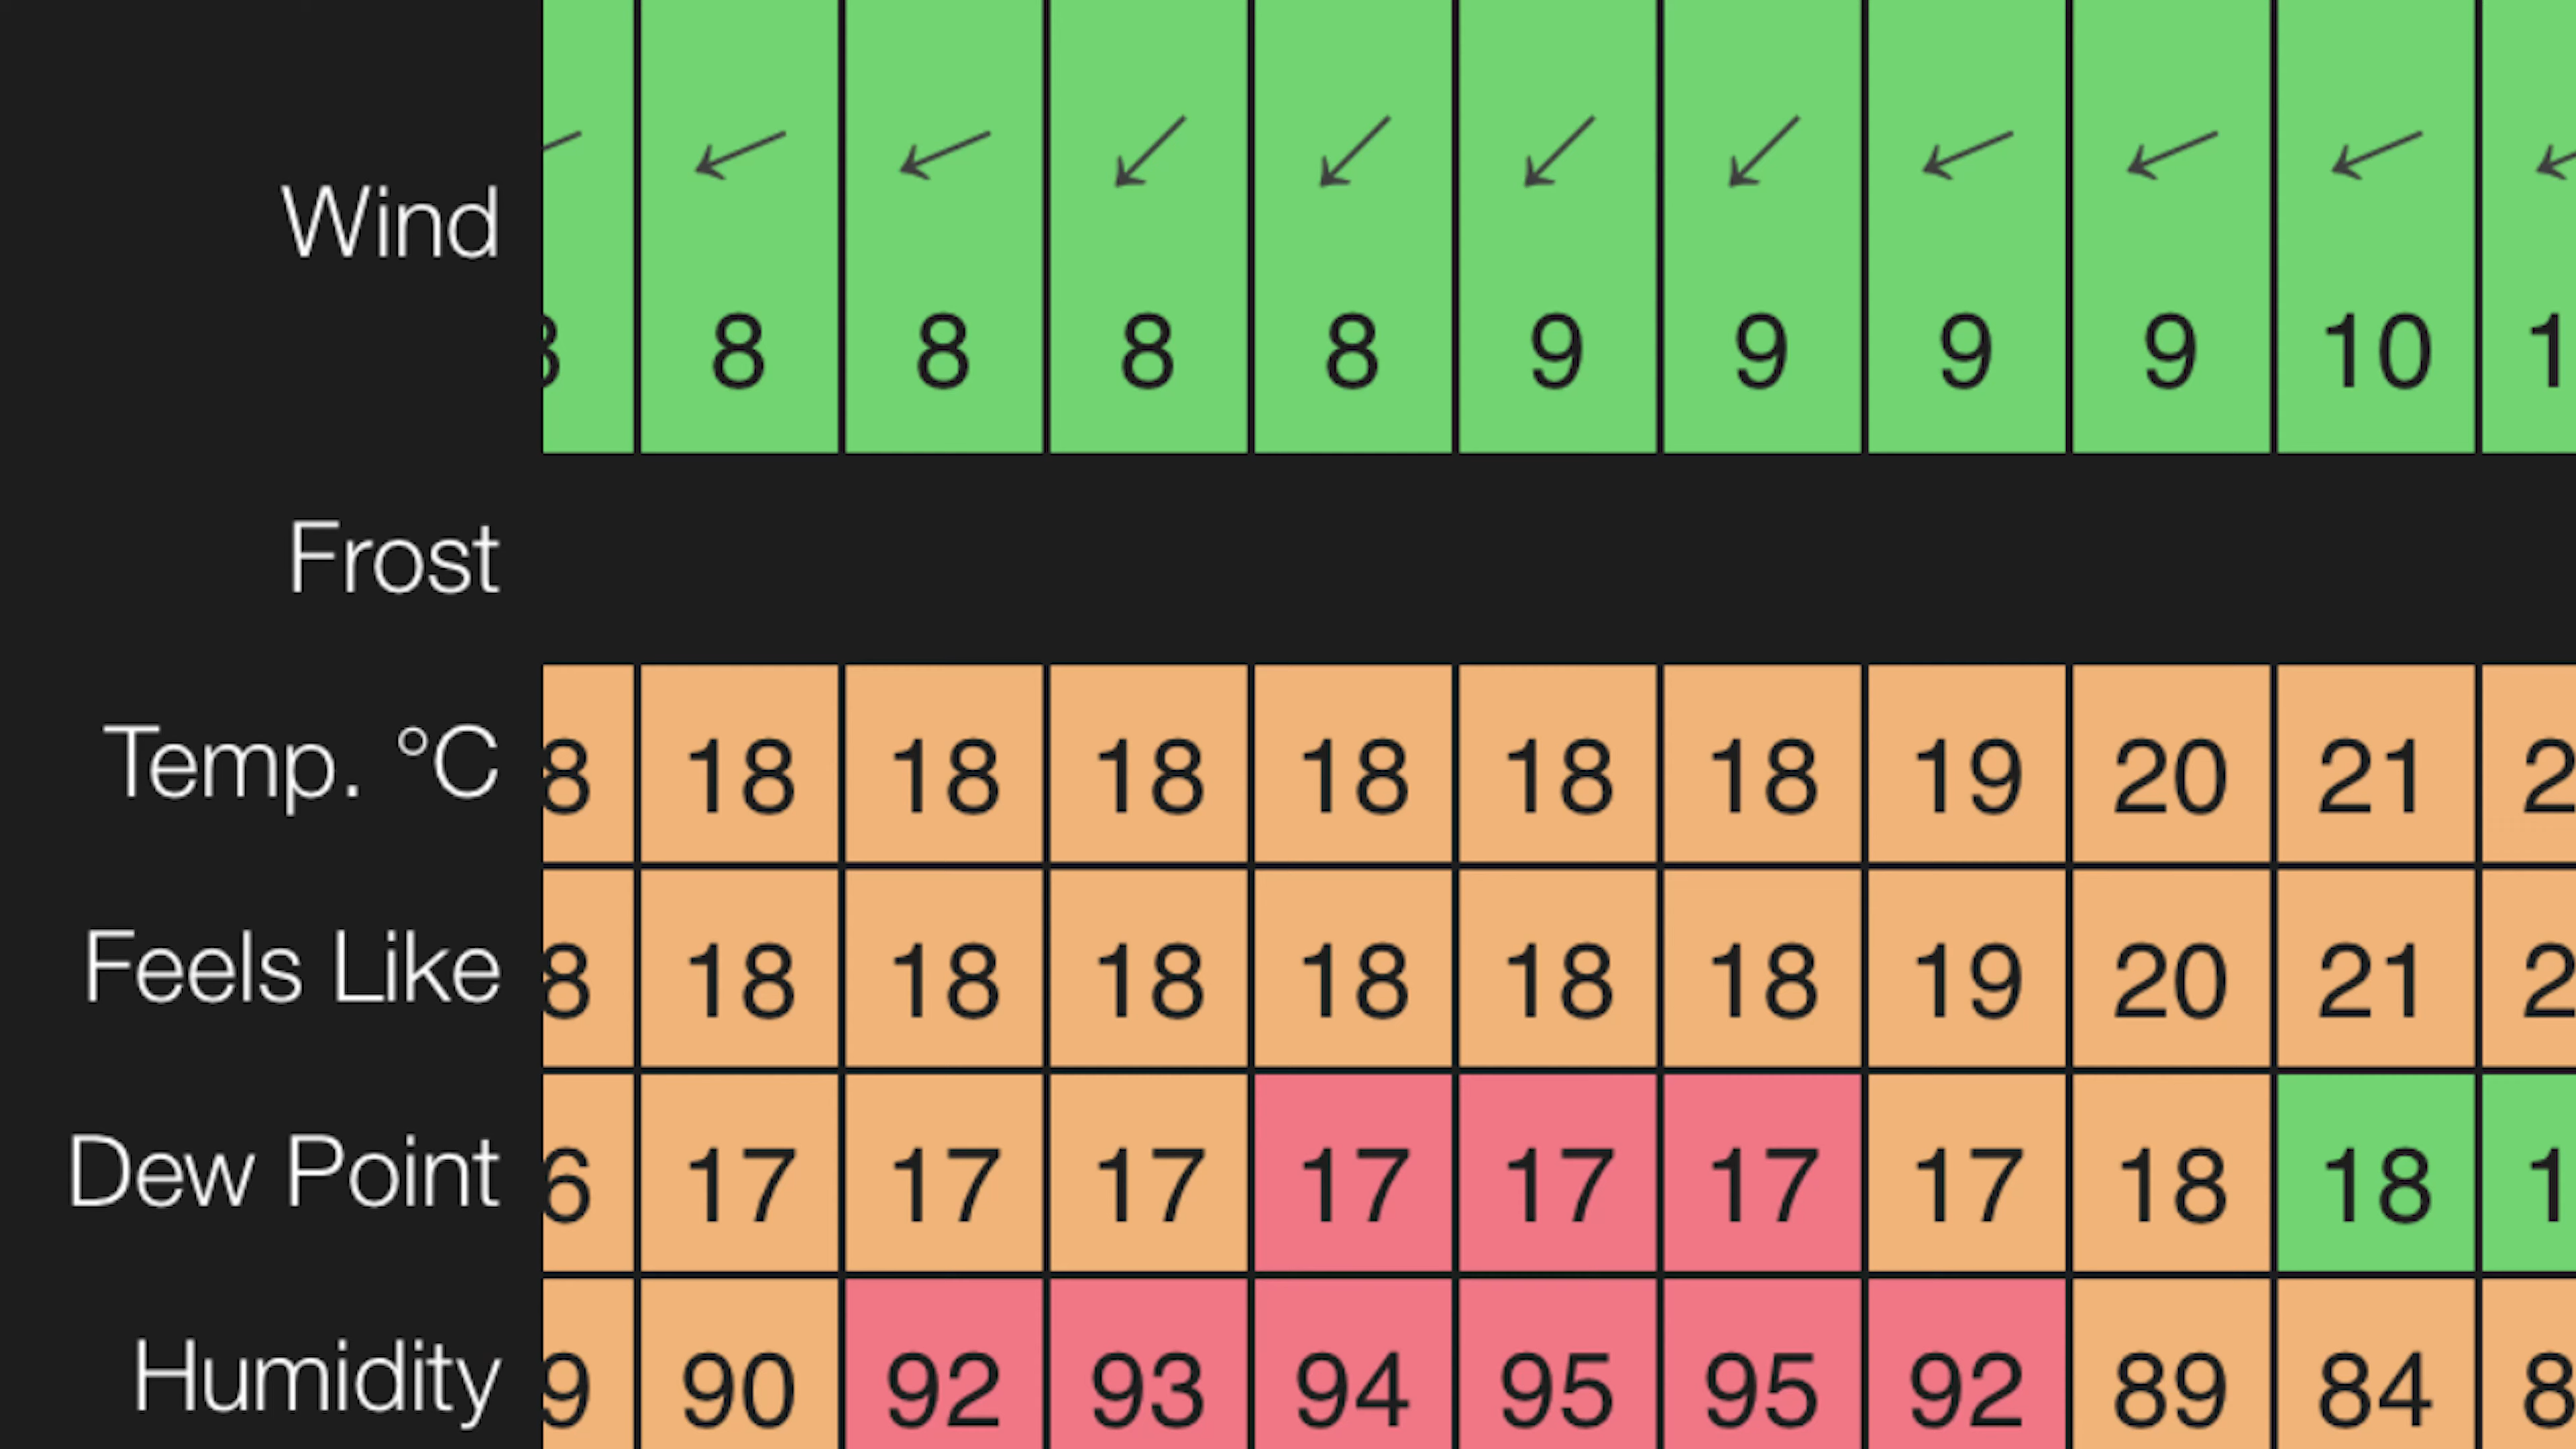 Wind 8 8 8 8 9 9 9 9 10
Frost
Temp. °C 18 18 18 18 18 18 19 20 21
Feels Like 18 18 18 18 18 18 19 20 21
Dew Point 17 17 17 17 17 17 17 18 18
Humidity 90 92 93 94 95 95 92 89 84